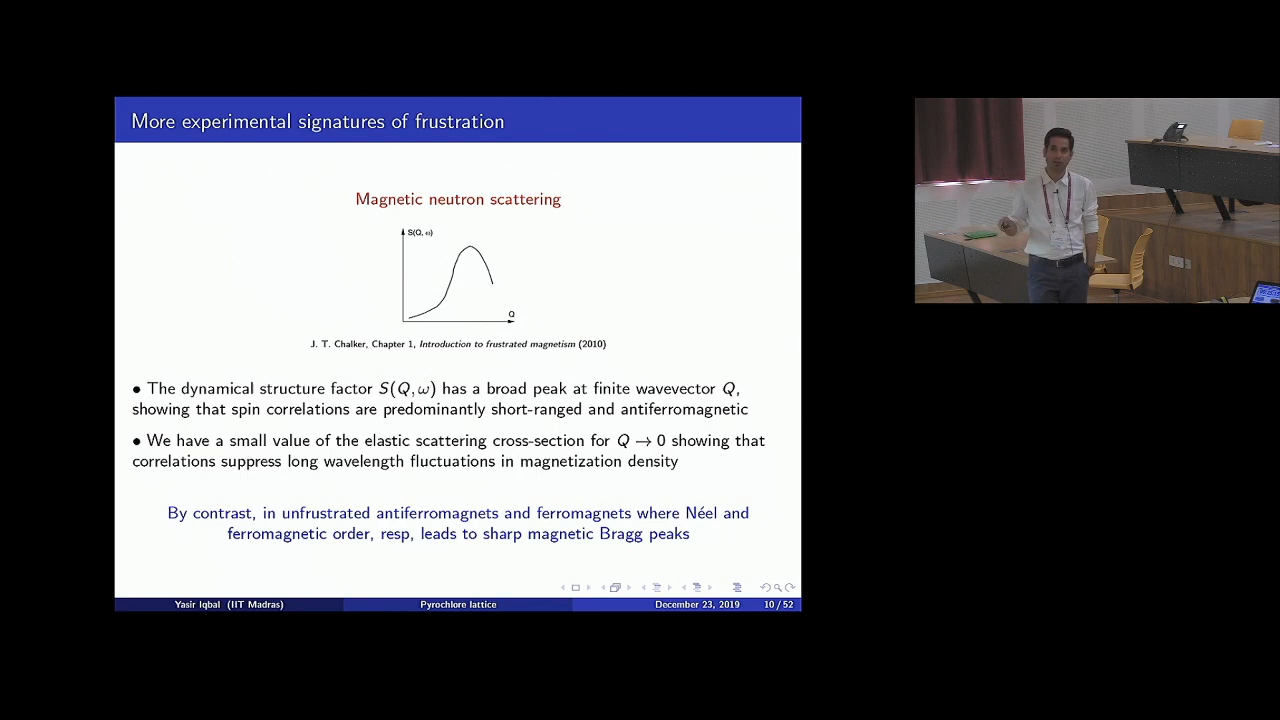 More experimental signatures of frustration
Magnetic neutron scattering
S(Q, ω)
Q
J. T. Chalker, Chapter 1, Introduction to frustrated magnetism (2010)
• The dynamical structure factor S(Q, ω) has a broad peak at finite wavevector Q,
showing that spin correlations are predominantly short-ranged and antiferromagnetic
• We have a small value of the elastic scattering cross-section for Q → 0 showing that
correlations suppress long wavelength fluctuations in magnetization density
By contrast, in unfrustrated antiferromagnets and ferromagnets where Néel and
ferromagnetic order, resp, leads to sharp magnetic Bragg peaks
Yasir Iqbal (IIT Madras) Pyrochlore lattice December 23, 2019 10 / 52